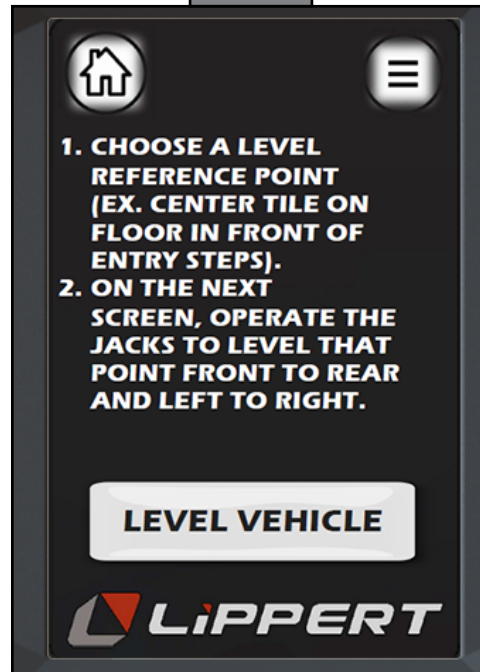 1. CHOOSE A LEVEL
REFERENCE POINT
(EX. CENTER TILE ON
FLOOR IN FRONT OF
ENTRY STEPS).
2. ON THE NEXT
SCREEN, OPERATE THE
JACKS TO LEVEL THAT
POINT FRONT TO REAR
AND LEFT TO RIGHT.
LEVEL VEHICLE
LiPPERT